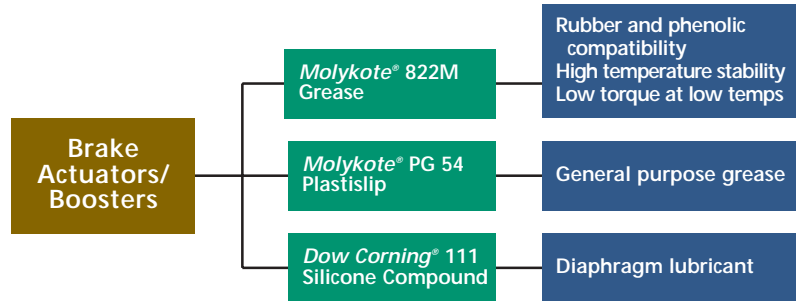 Brake
Actuators/
Boosters
Molykote® 822M
Grease
Rubber and phenolic
compatibility
High temperature stability
Low torque at low temps
Molykote® PG 54
Plastislip
General purpose grease
Dow Corning® 111
Silicone Compound
Diaphragm lubricant